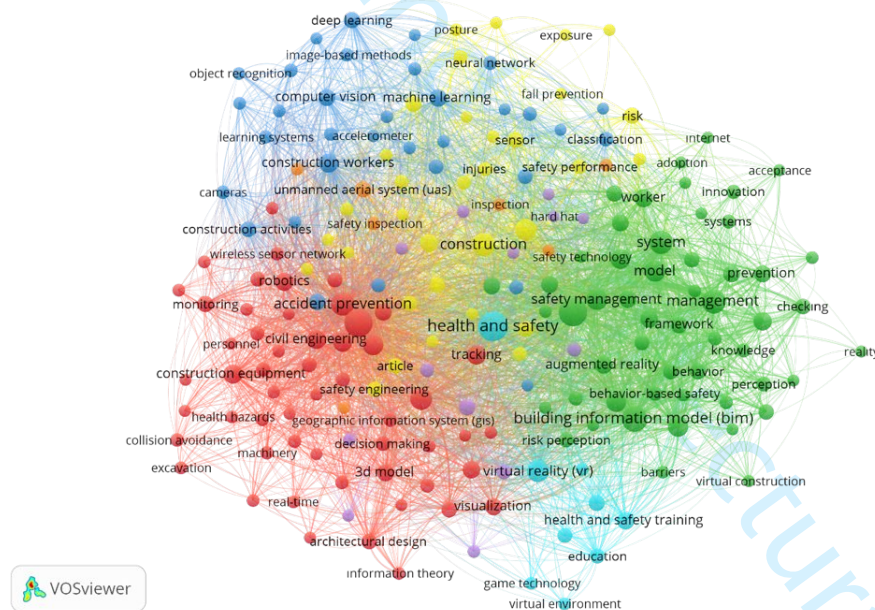 deep learning
posture
exposure
image-based methods
neural network
object recognition
computer vision
machine learning
fall prevention
risk
learning systems
accelerometer
sensor
classification
internet
construction workers
injuries
safety performance
adoption
acceptance
cameras
unmanned aerial system (uas)
inspection
worker
innovation
construction activities
safety inspection
hard hat
systems
wireless sensor network
construction
safety technology
system
robotics
model
prevention
monitoring
accident prevention
safety management
management
checking
personnel
civil engineering
health and safety
framework
knowledge
reality
construction equipment
article
tracking
augmented reality
behavior
perception
safety engineering
behavior-based safety
health hazards
geographic information system (gis)
building information model (bim)
collision avoidance
decision making
risk perception
excavation
machinery
3d model
virtual reality (vr)
barriers
virtual construction
real-time
visualization
health and safety training
architectural design
education
information theory
game technology
virtual environment
VOSviewer